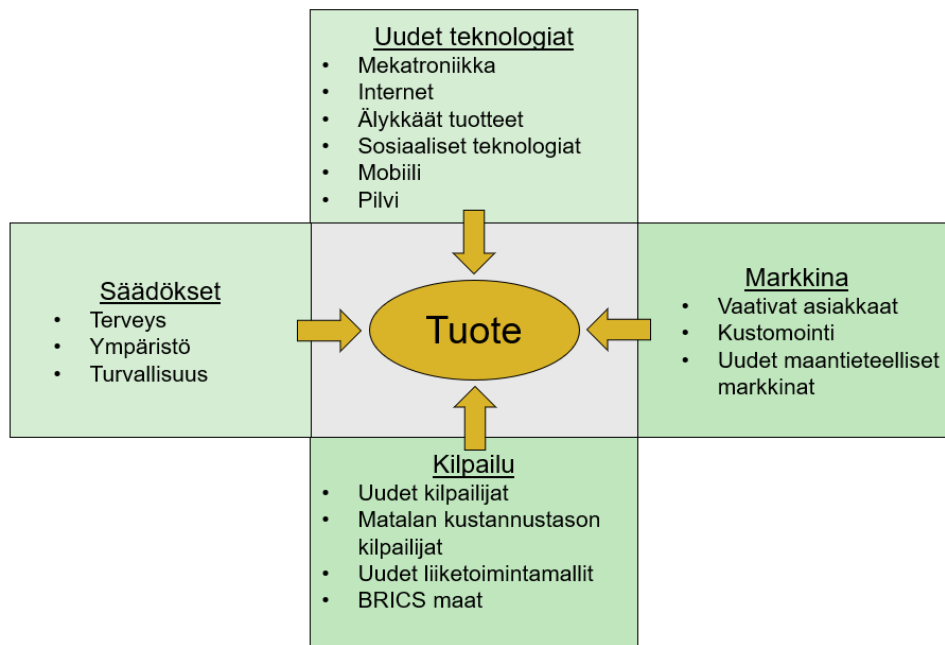 Uudet teknologiat
• Mekatroniikka
• Internet
• Älykkäät tuotteet
• Sosiaaliset teknologiat
• Mobiili
• Pilvi
Säädökset
• Terveys
• Ympäristö
• Turvallisuus
Tuote
Markkina
• Vaativat asiakkaat
• Kustomointi
• Uudet maantieteelliset
markkinat
Kilpailu
• Uudet kilpailijat
• Matalan kustannustason
kilpailijat
• Uudet liiketoimintamallit
• BRICS maat